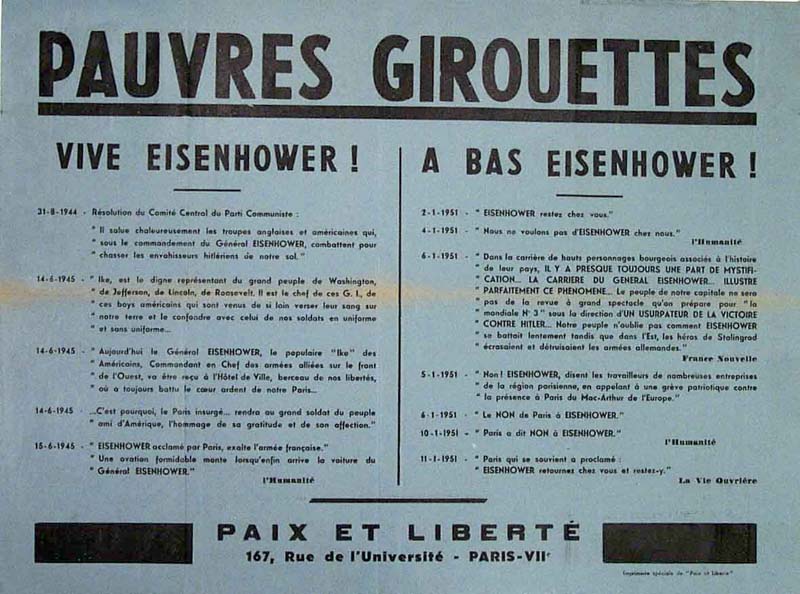 PAUVRES GIROUETTES
VIVE EISENHOWER !
31-8-1944 - Résolution du Comité Central du Parti Communiste :
" Il salue chaleureusement les troupes anglaises et américaines qui,
" sous le commandement du Général EISENHOWER, combattent pour
" chasser les envahisseurs hitlériens de notre sol."
14-6-1945 - "Ike, est le digne représentant du grand peuple de Washington,
" de Jefferson, de Lincoln, de Roosevelt. Il est le chef de ces G. I., de
" ces boys américains qui sont venus de si loin verser leur sang sur
" notre terre et le confondre avec celui de nos soldats en uniforme
" et sans uniforme...
14-6-1945 - "Aujourd'hui le Général EISENHOWER, le populaire "Ike" des
" Américains, Commandant en Chef des armées alliées sur le front
" de l'Ouest, va être reçu à l'Hôtel de Ville, berceau de nos libertés,
" où a toujours battu le cœur ardent de notre Paris...
14-6-1945 - ...C'est pourquoi, le Paris insurgé... rendra au grand soldat du peuple
" ami d'Amérique, l'hommage de sa gratitude et de son affection."
15-6-1945 - "EISENHOWER acclamé par Paris, exalte l'armée française."
" Une ovation formidable monte lorsqu'enfin arrive la voiture du
" Général EISENHOWER."
l'Humanité
A BAS EISENHOWER !
2-1-1951 - " EISENHOWER restez chez vous."
4-1-1951 - " Nous ne voulons pas d'EISENHOWER chez nous."
l'Humanité
6-1-1951 - " Dans la carrière de hauts personnages bourgeois associés à l'histoire
" de leur pays, IL Y A PRESQUE TOUJOURS UNE PART DE MYSTIFI-
" CATION... LA CARRIERE DU GENERAL EISENHOWER... ILLUSTRE
" PARFAITEMENT CE PHENOMENE... Le peuple de notre capitale ne sera
" pas de la revue à grand spectacle qu'on prépare pour "la
" mondiale N° 3" sous la direction d'UN USURPATEUR DE LA VICTOIRE
" CONTRE HITLER... Notre peuple n'oublie pas comment EISENHOWER
" se battait lentement tandis que dans l'Est, les héros de Stalingrad
" écrasaient et détruisaient les armées allemandes."
France Nouvelle
5-1-1951 - " Non ! EISENHOWER, disent les travailleurs de nombreuses entreprises
" de la région parisienne, en appelant à une grève patriotique contre
" la présence à Paris du Mac-Arthur de l'Europe."
6-1-1951 - " Le NON de Paris à EISENHOWER."
10-1-1951 - " Paris a dit NON à EISENHOWER."
l'Humanité
11-1-1951 - " Paris qui se souvient a proclamé :
" EISENHOWER retournez chez vous et restez-y."
La Vie Ouvrière
PAIX ET LIBERTÉ
167, Rue de l'Université - PARIS-VIIe
Imprimerie spéciale de "Paix et Liberté"